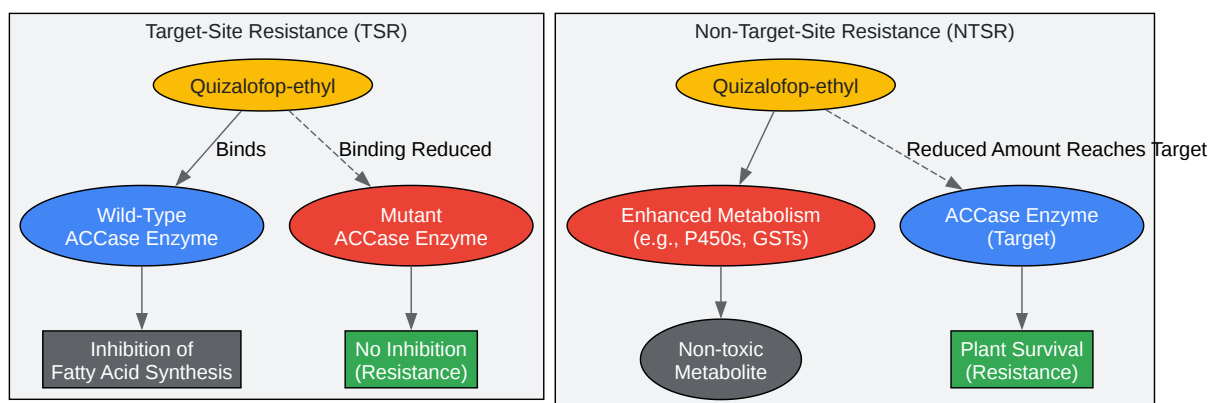 Target-Site Resistance (TSR)
Quizalofop-ethyl
Binds
Binding Reduced
Wild-Type
ACCase Enzyme
Mutant
ACCase Enzyme
Inhibition of
Fatty Acid Synthesis
No Inhibition
(Resistance)
Non-Target-Site Resistance (NTSR)
Quizalofop-ethyl
Reduced Amount Reaches Target
Enhanced Metabolism
(e.g., P450s, GSTs)
ACCase Enzyme
(Target)
Non-toxic
Metabolite
Plant Survival
(Resistance)